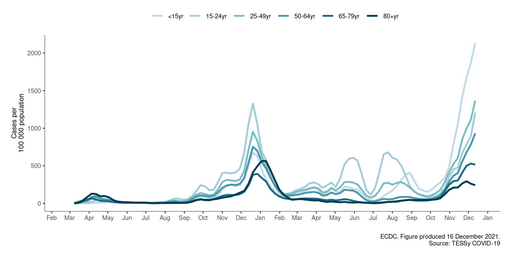 <15yr 15-24yr 25-49yr 50-64yr 65-79yr 80+yr
Cases per
100 000 population
2000
1500
1000
500
0
Feb Mar Apr May Jun Jul Aug Sep Oct Nov Dec Jan Feb Mar Apr May Jun Jul Aug Sep Oct Nov Dec Jan
ECDC. Figure produced 16 December 2021.
Source: TESSy COVID-19